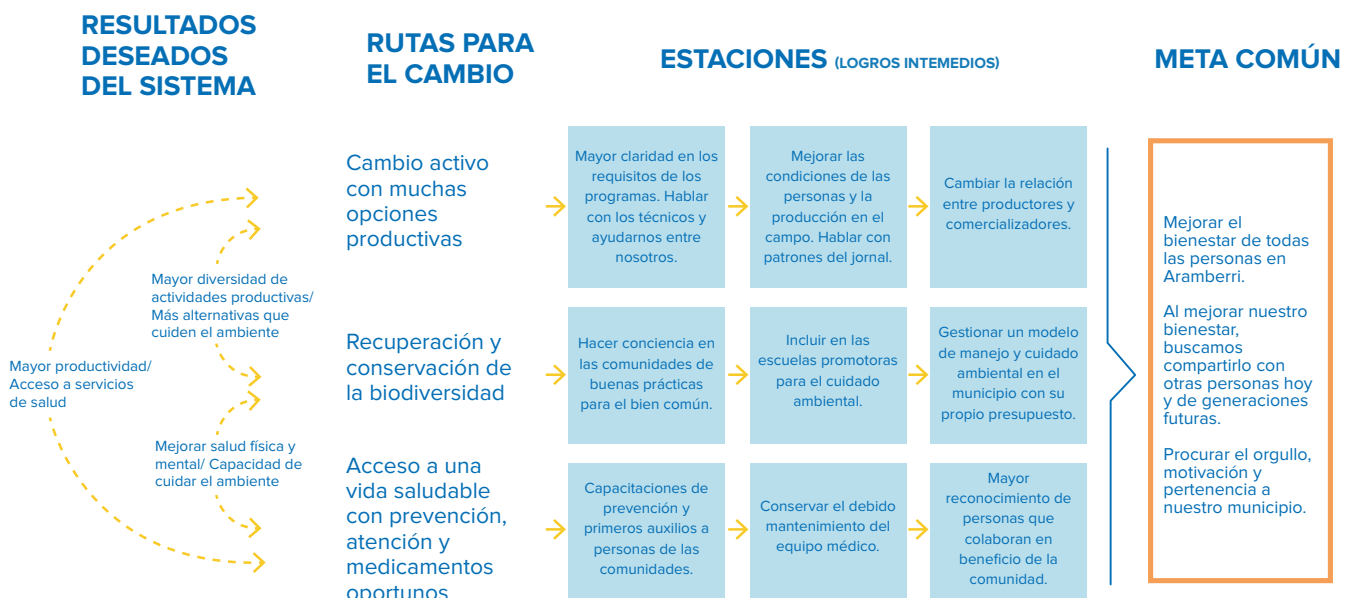 RESULTADOS
DESEADOS
DEL SISTEMA
RUTAS PARA
EL CAMBIO
ESTACIONES (LOGROS INTEMEDIOS)
META COMÚN
Mayor productividad/
Acceso a servicios
de salud
Mayor diversidad de
actividades productivas/
Más alternativas que
cuiden el ambiente
Mejorar salud física y
mental/ Capacidad de
cuidar el ambiente
Cambio activo
con muchas
opciones
productivas
Mayor claridad en los
requisitos de los
programas. Hablar
con los técnicos y
ayudarnos entre
nosotros.
Mejorar las
condiciones de las
personas y la
producción en el
campo. Hablar con
patrones del jornal.
Cambiar la relación
entre productores y
comercializadores.
Recuperación y
conservación de
la biodiversidad
Hacer conciencia en
las comunidades de
buenas prácticas
para el bien común.
Incluir en las
escuelas promotoras
para el cuidado
ambiental.
Gestionar un modelo
de manejo y cuidado
ambiental en el
municipio con su
propio presupuesto.
Acceso a una
vida saludable
con prevención,
atención y
medicamentos
oportunos
Capacitaciones de
prevención y
primeros auxilios a
personas de las
comunidades.
Conservar el debido
mantenimiento del
equipo médico.
Mayor
reconocimiento de
personas que
colaboran en
beneficio de la
comunidad.
Mejorar el
bienestar de todas
las personas en
Aramberri.
Al mejorar nuestro
bienestar,
buscamos
compartirlo con
otras personas hoy
y de generaciones
futuras.
Procurar el orgullo,
motivación y
pertenencia a
nuestro municipio.